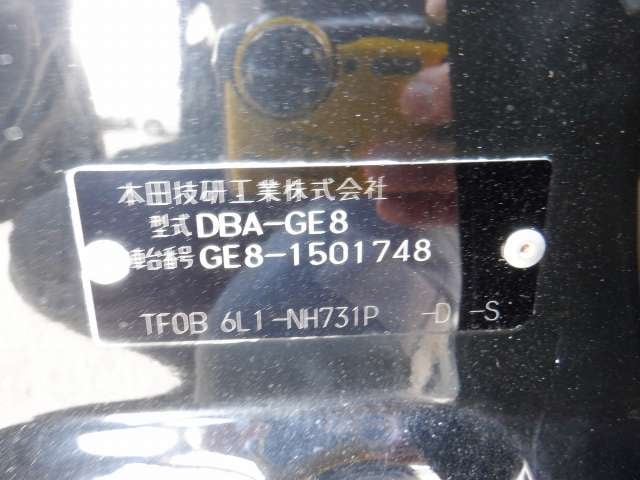 本田技研工業株式会社
型式 DBA-GE8
車台番号 GE8-1501748
TF0B 6L1-NH731P -D -S